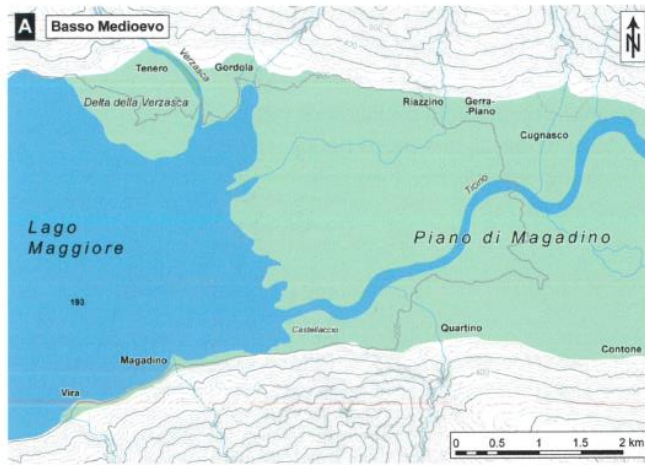 A Basso Medioevo
N
Tenero
Verzasca
Gordola
Delta della Verzasca
Riazzino
Gerra-
-Piano
Cugnasco
Ticino
Lago
Maggiore
Piano di Magadino
193
Castellaccio
Quartino
Magadino
Contone
Vira
0 0.5 1 1.5 2 km